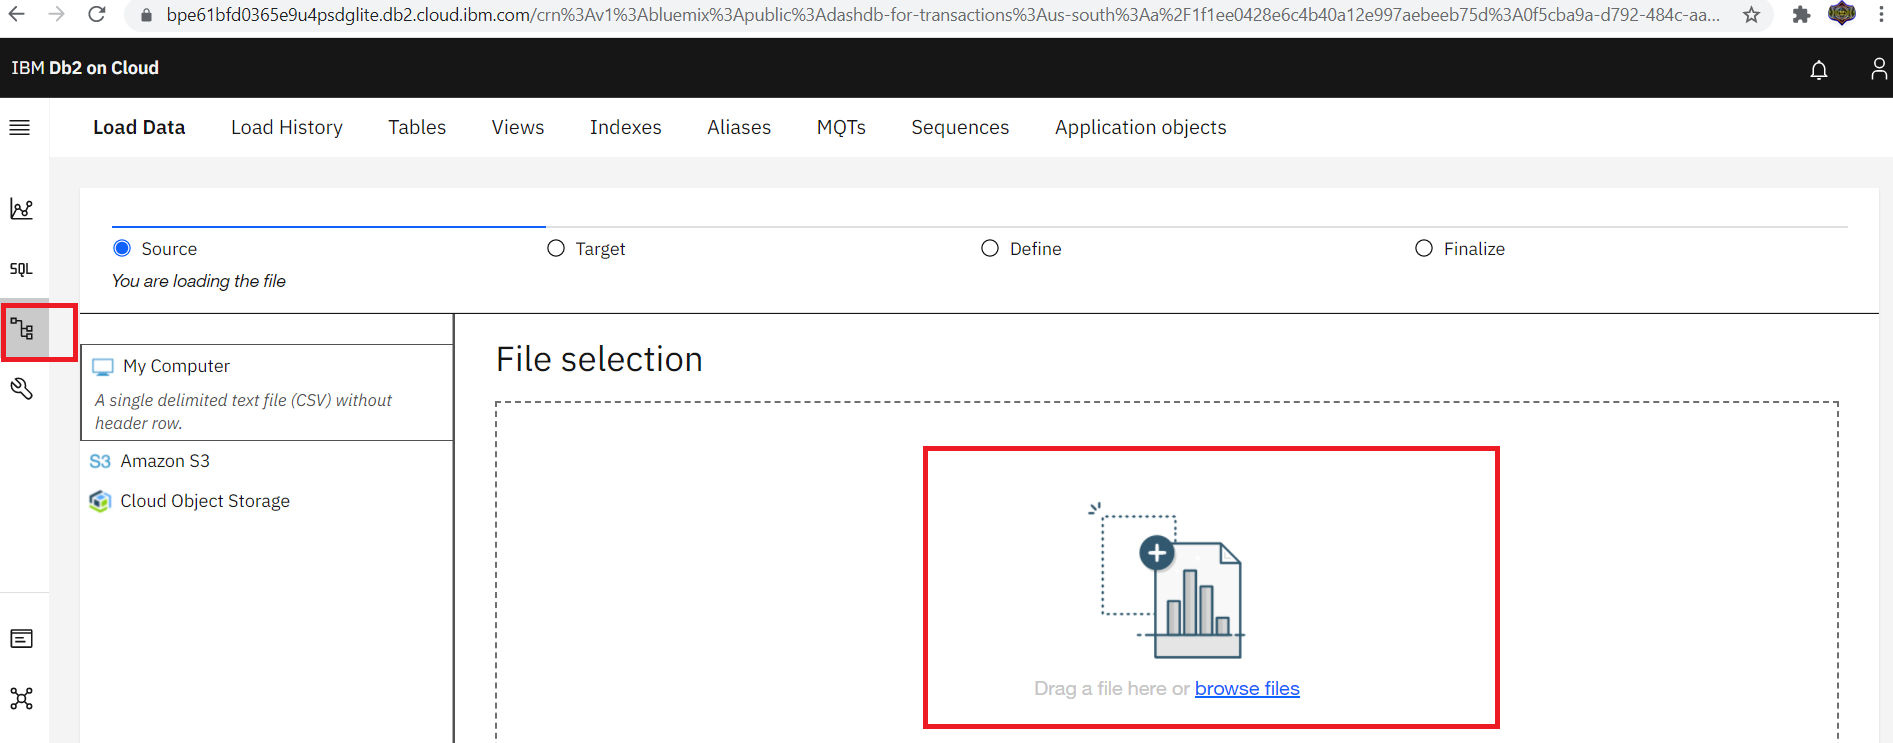 bpe61bfd0365e9u4psdglite.db2.cloud.ibm.com/crn%3Av1%3Abluemix%3Apublic%3Adashdb-for-transactions%3Aus-south%3Aa%2F1f1ee0428e6c4b40a12e997aebeeb75d%3A0f5cba9a-d792-484c-aa...
IBM Db2 on Cloud
Load Data Load History Tables Views Indexes Aliases MQTs Sequences Application objects
Source Target Define Finalize
SQL
You are loading the file
File selection
My Computer
A single delimited text file (CSV) without
header row.
S3 Amazon S3
Cloud Object Storage
Drag a file here or browse files